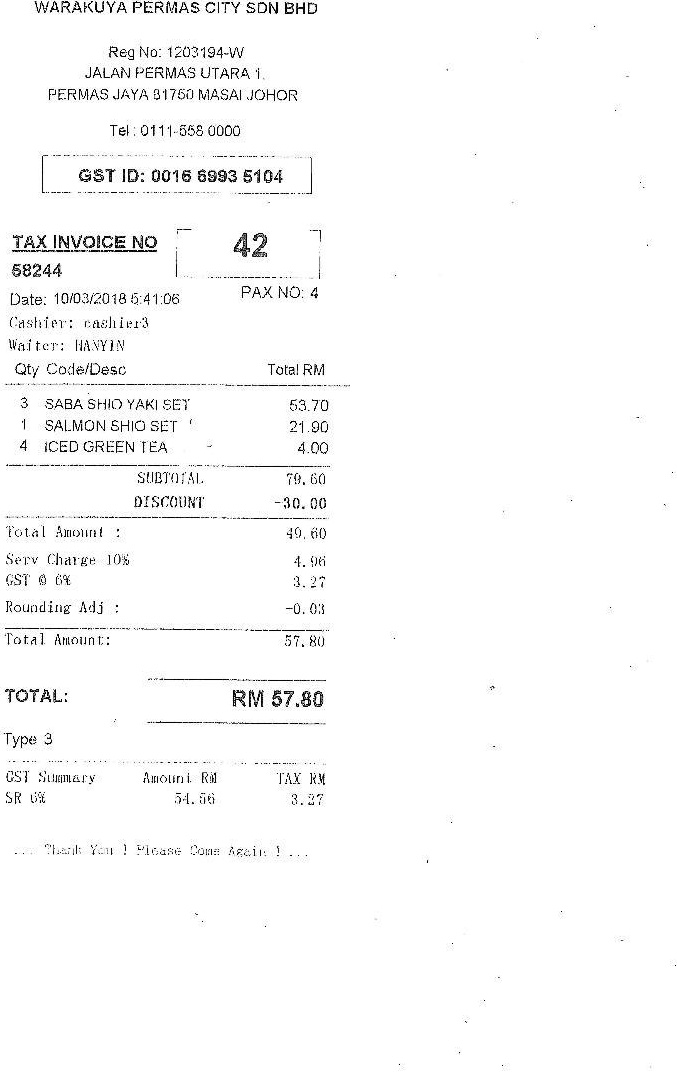 WARAKUYA PERMAS CITY SDN BHD
Reg No: 1203194-W
JALAN PERMAS UTARA 1,
PERMAS JAYA 81750 MASAI JOHOR
Tel : 0111-558 0000
GST ID: 0016 6993 5104
TAX INVOICE NO 42
58244
Date: 10/03/2018 5:41:06 PAX NO: 4
Cashier: cashier3
Waiter: HANYIN
Qty Code/Desc Total RM
3 SABA SHIO YAKI SET 53.70
1 SALMON SHIO SET 21.90
4 ICED GREEN TEA 4.00
SUBTOTAL 79.60
DISCOUNT -30.00
Total Amount : 49.60
Serv Charge 10% 4.96
GST @ 6% 3.27
Rounding Adj : -0.03
Total Amount: 57.80
TOTAL: RM 57.80
Type 3
GST Summary Amount RM TAX RM
SR 6% 54.56 3.27
... Thank You ! Please Come Again ! ...